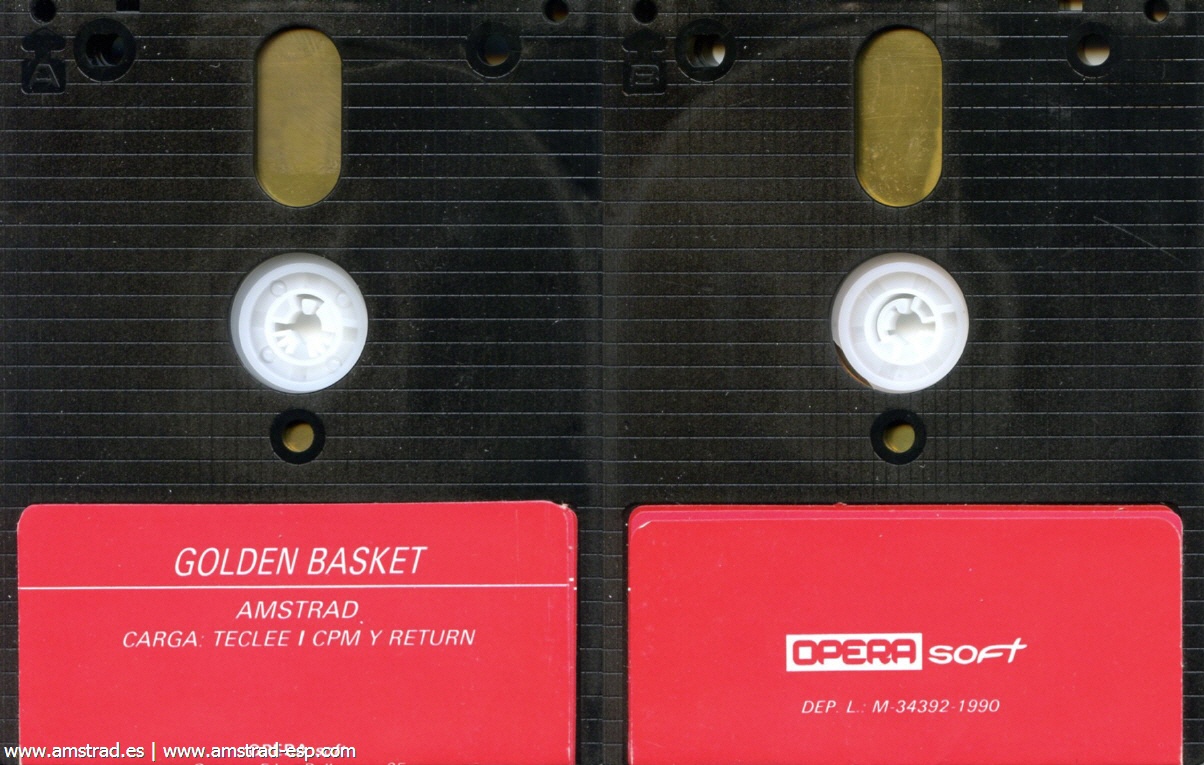 A
GOLDEN BASKET
AMSTRAD
CARGA: TECLEE I CPM Y RETURN
www.amstrad.es | www.amstrad-esp.com
B
OPERA SOFT
DEP. L.: M-34392-1990